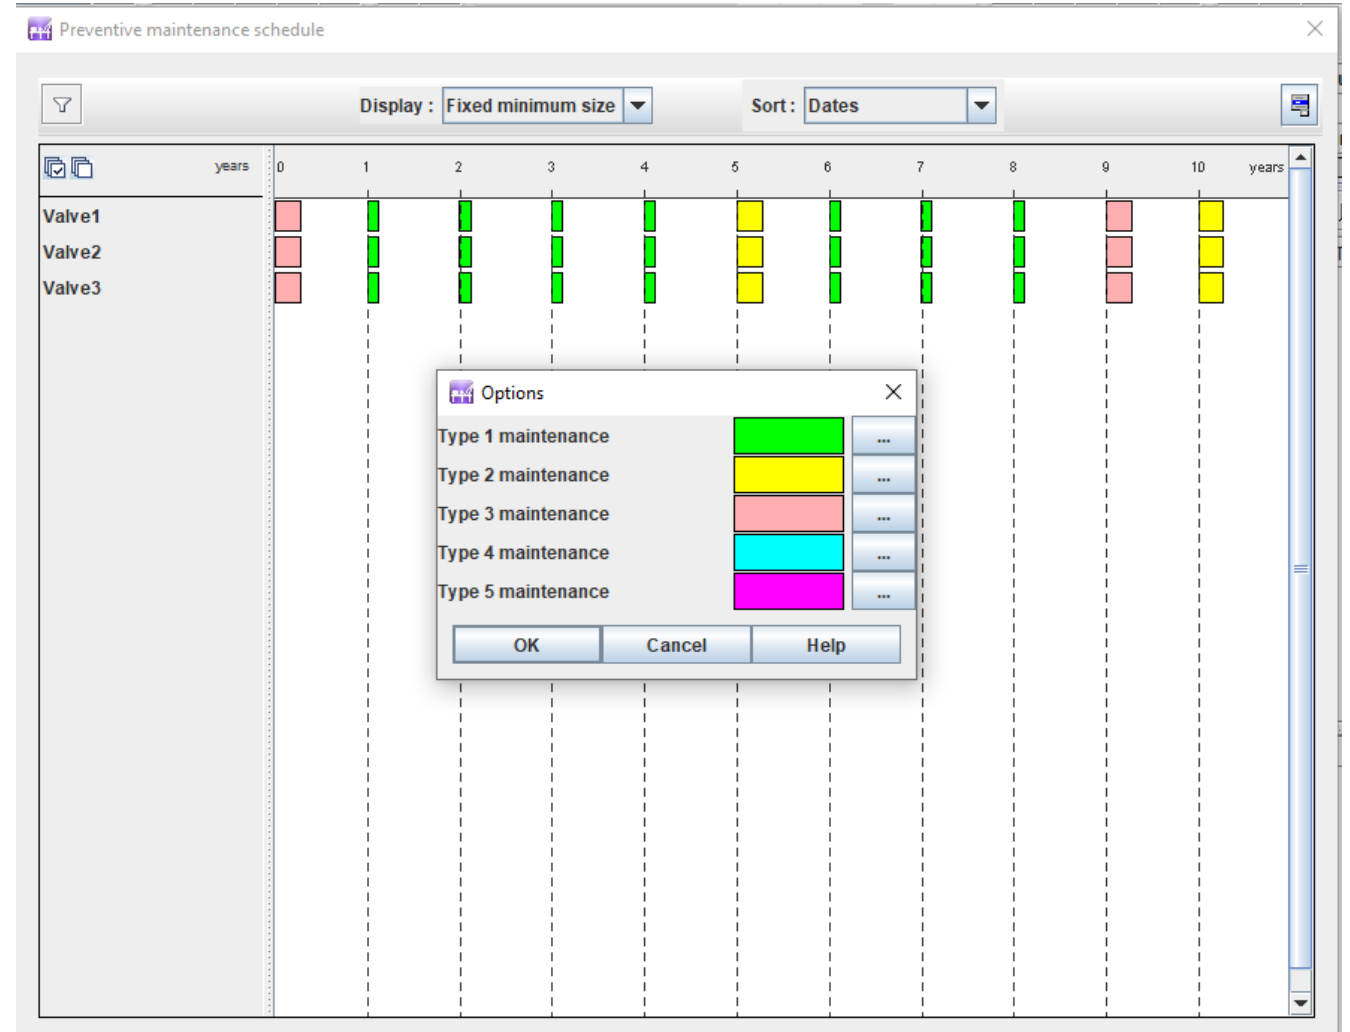 Preventive maintenance schedule
Display : Fixed minimum size Sort : Dates
years 0 1 2 3 4 5 6 7 8 9 10 years
Valve1
Valve2
Valve3
Options
Type 1 maintenance ...
Type 2 maintenance ...
Type 3 maintenance ...
Type 4 maintenance ...
Type 5 maintenance ...
OK Cancel Help